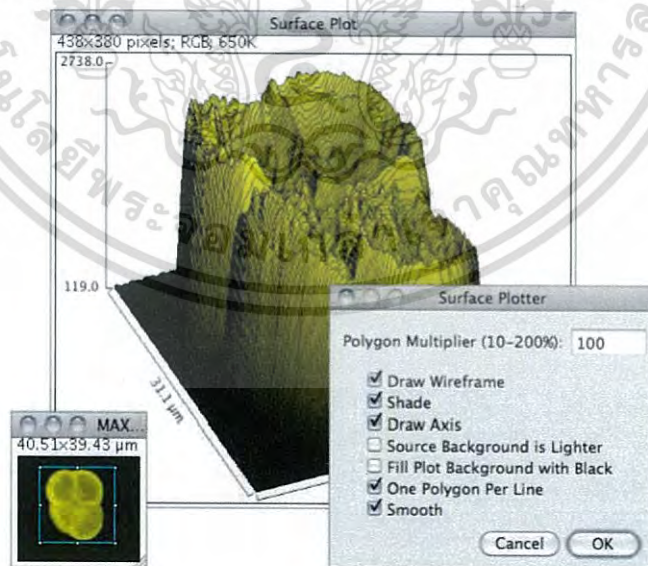 Surface Plot
438x380 pixels; RGB; 650K
2738.0
119.0
31.1 µm
Surface Plotter
Polygon Multiplier (10-200%): 100
Draw Wireframe
Shade
Draw Axis
Source Background is Lighter
Fill Plot Background with Black
One Polygon Per Line
Smooth
Cancel OK
MAX...
40.51x39.43 µm